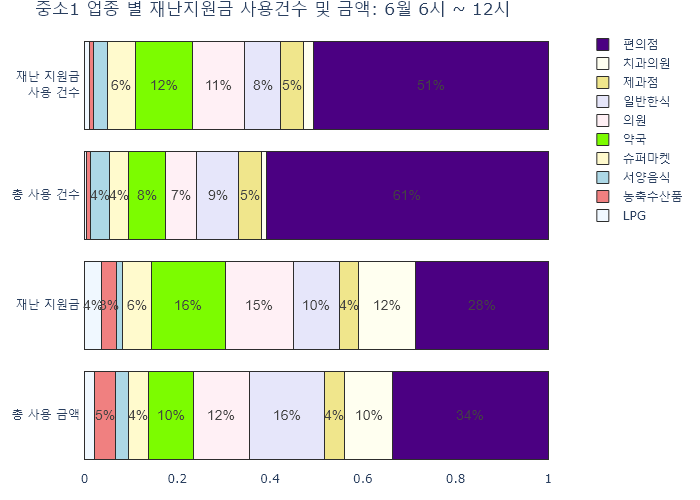 중소1 업종 별 재난지원금 사용건수 및 금액: 6월 6시 ~ 12시
재난 지원금
사용 건수
6%
12%
11%
8%
5%
51%
총 사용 건수
4%
4%
8%
7%
9%
5%
61%
재난 지원금
4%
3%
6%
16%
15%
10%
4%
12%
28%
총 사용 금액
5%
4%
10%
12%
16%
4%
10%
34%
0
0.2
0.4
0.6
0.8
1
편의점
치과의원
제과점
일반한식
의원
약국
슈퍼마켓
서양음식
농축수산품
LPG